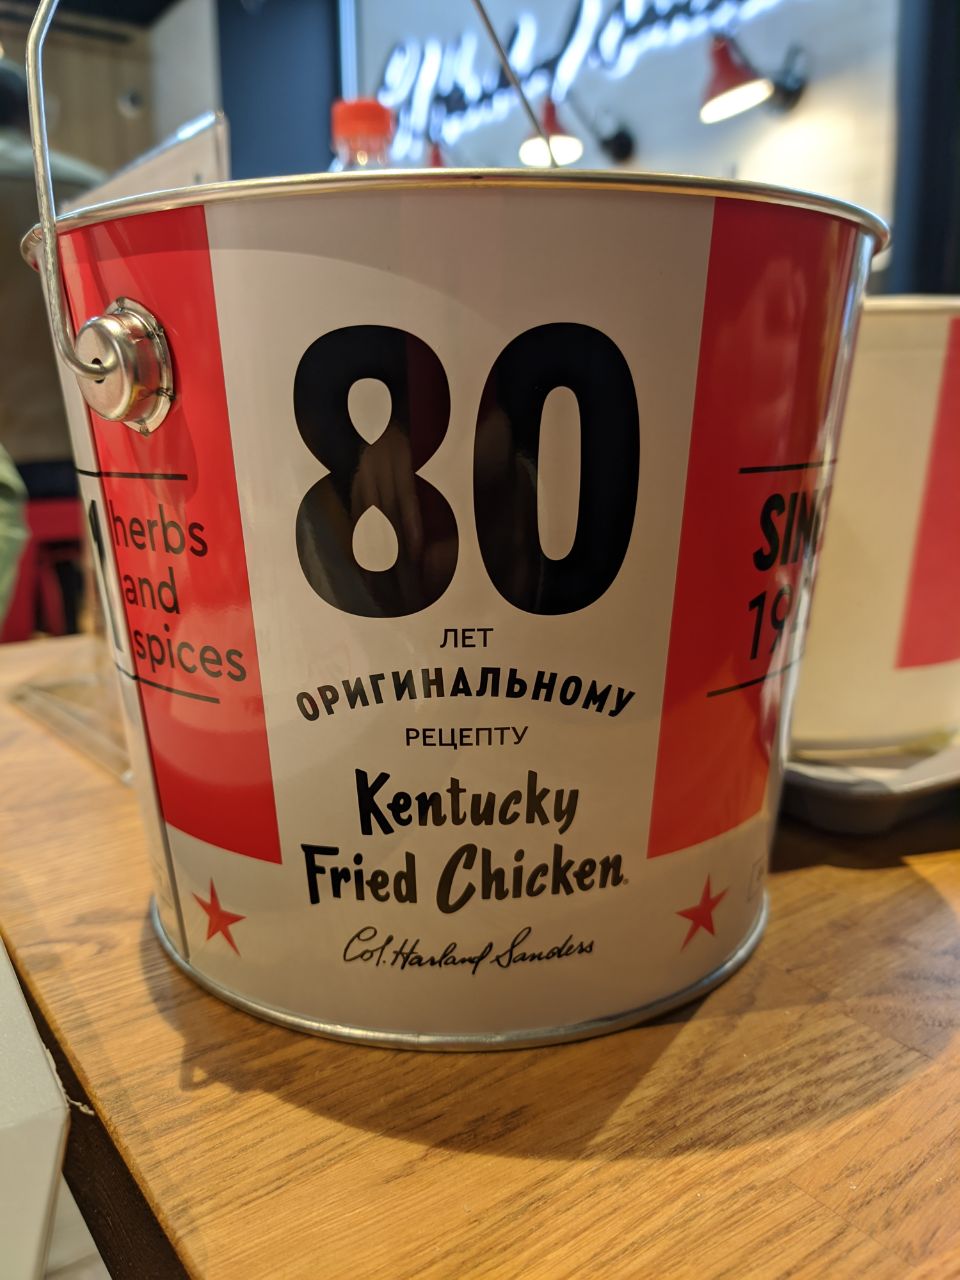 80
ЛЕТ
ОРИГИНАЛЬНОМУ
РЕЦЕПТУ
Kentucky
Fried Chicken
Col. Harland Sanders
herbs
and
spices